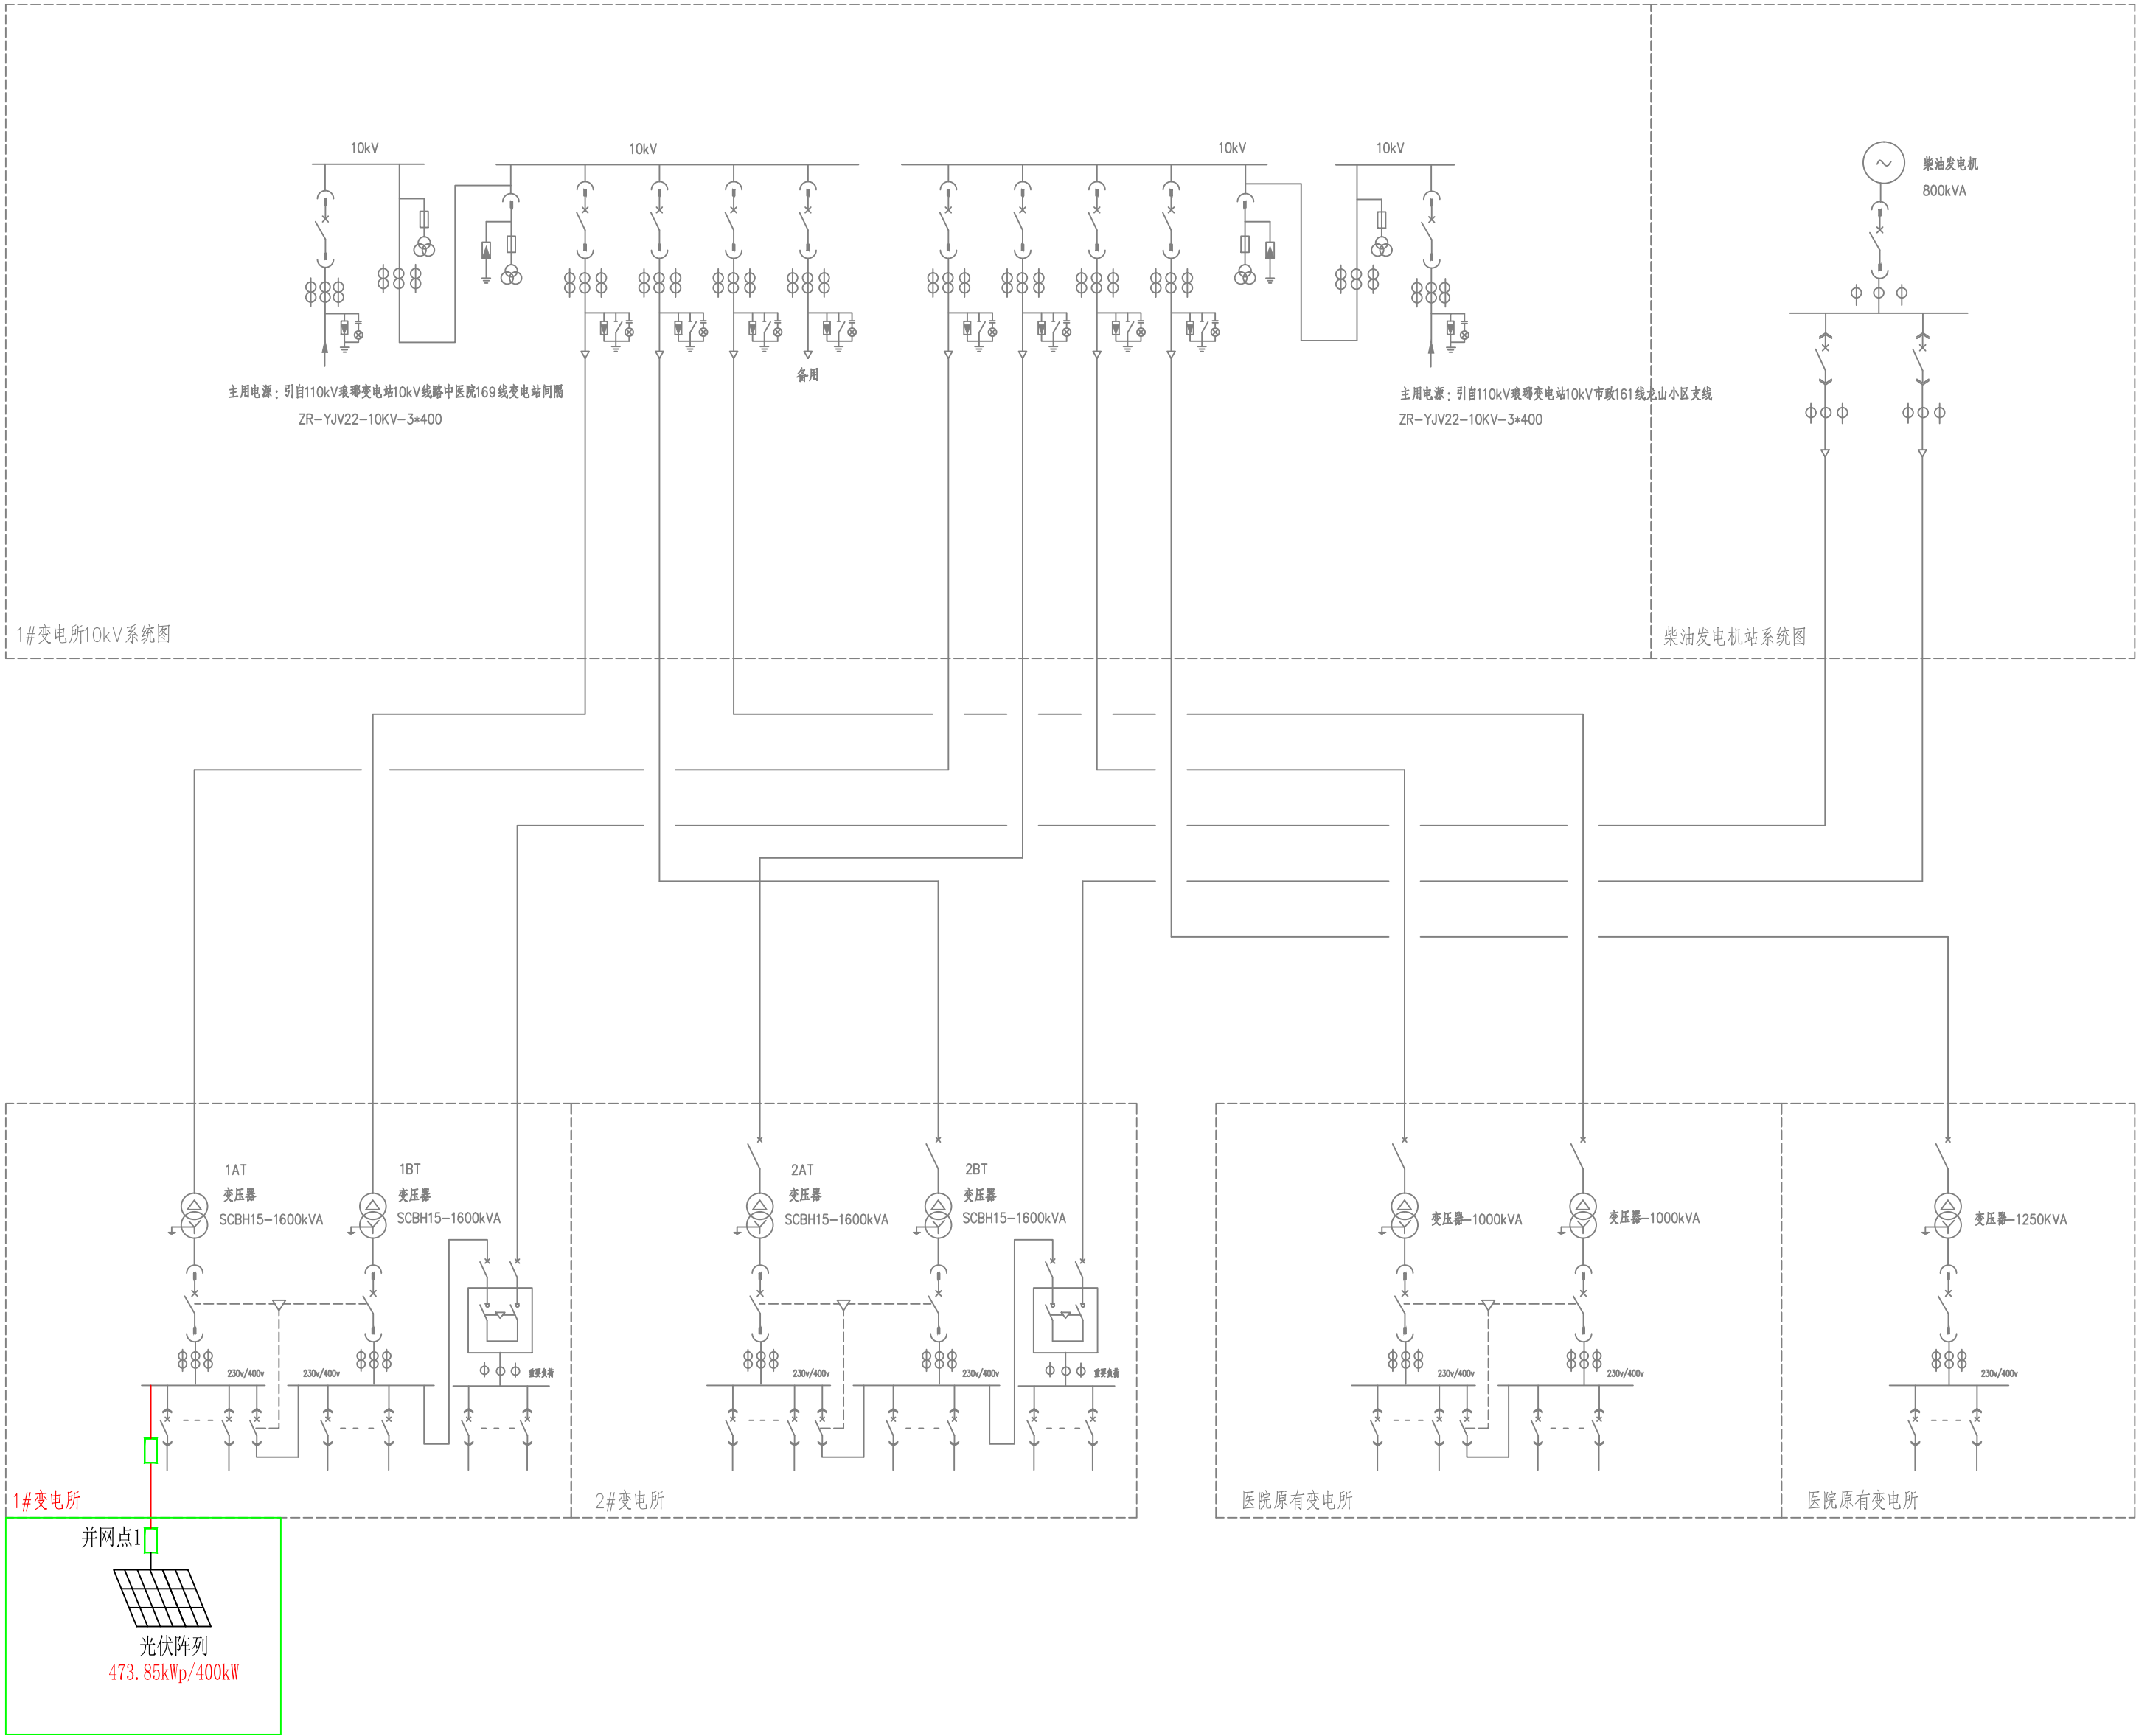 10kV
10kV
10kV
10kV
柴油发电机
800kVA
备用
主用电源：引自110kV琅琊变电站10kV线路中医院169线变电站间隔
ZR-YJV22-10KV-3*400
主用电源：引自110kV琅琊变电站10kV市政161线龙山小区支线
ZR-YJV22-10KV-3*400
1#变电所10kV系统图
柴油发电机站系统图
1AT
变压器
SCBH15-1600kVA
1BT
变压器
SCBH15-1600kVA
2AT
变压器
SCBH15-1600kVA
2BT
变压器
SCBH15-1600kVA
变压器-1000kVA
变压器-1000kVA
变压器-1250KVA
230v/400v
230v/400v
重要负荷
230v/400v
230v/400v
重要负荷
230v/400v
230v/400v
230v/400v
1#变电所
2#变电所
医院原有变电所
医院原有变电所
并网点1
光伏阵列
473.85kWp/400kW